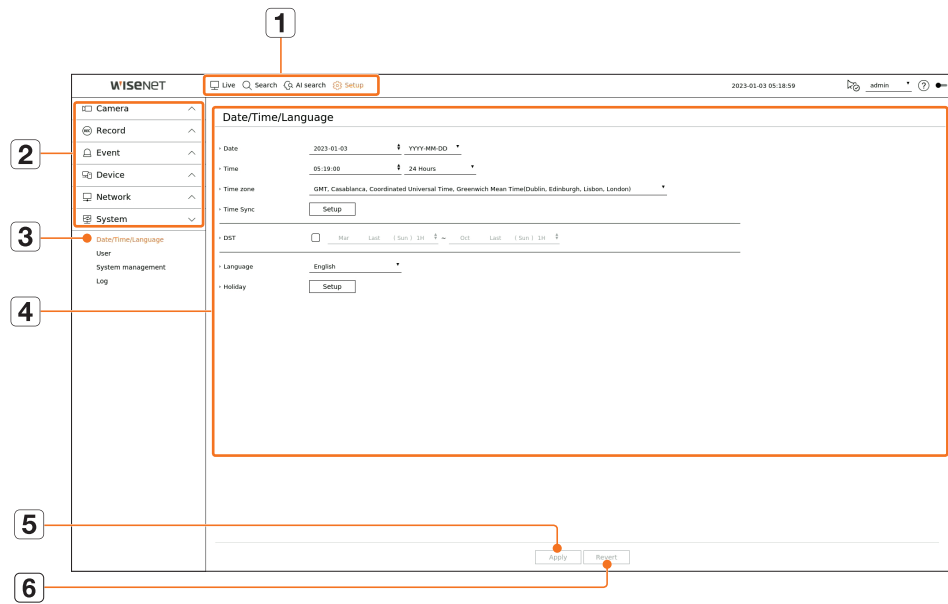 1
WISENET Live Search AI search Setup 2023-01-03 05:18:59 admin ?
Camera
Record
Event
Device
Network
System
2
3
Date/Time/Language
User
System management
Log
4
Date/Time/Language
Date 2023-01-03 YYYY-MM-DD
Time 05:19:00 24 Hours
Time zone GMT, Casablanca, Coordinated Universal Time, Greenwich Mean Time(Dublin, Edinburgh, Lisbon, London)
Time Sync Setup
DST Mar Last (Sun) 1H – Oct Last (Sun) 1H
Language English
Holiday Setup
5
Apply Revert
6